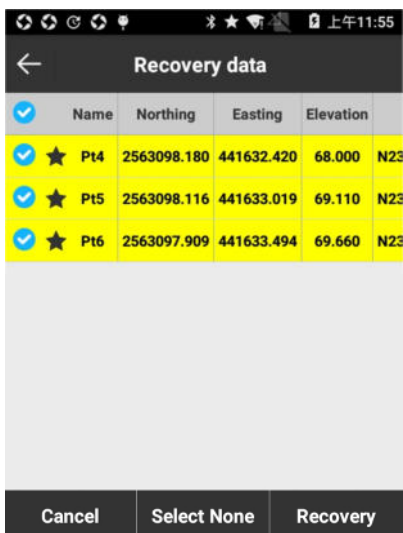 上午11:55
Recovery data
Name Northing Easting Elevation
Pt4 2563098.180 441632.420 68.000 N23
Pt5 2563098.116 441633.019 69.110 N23
Pt6 2563097.909 441633.494 69.660 N23
Cancel Select None Recovery